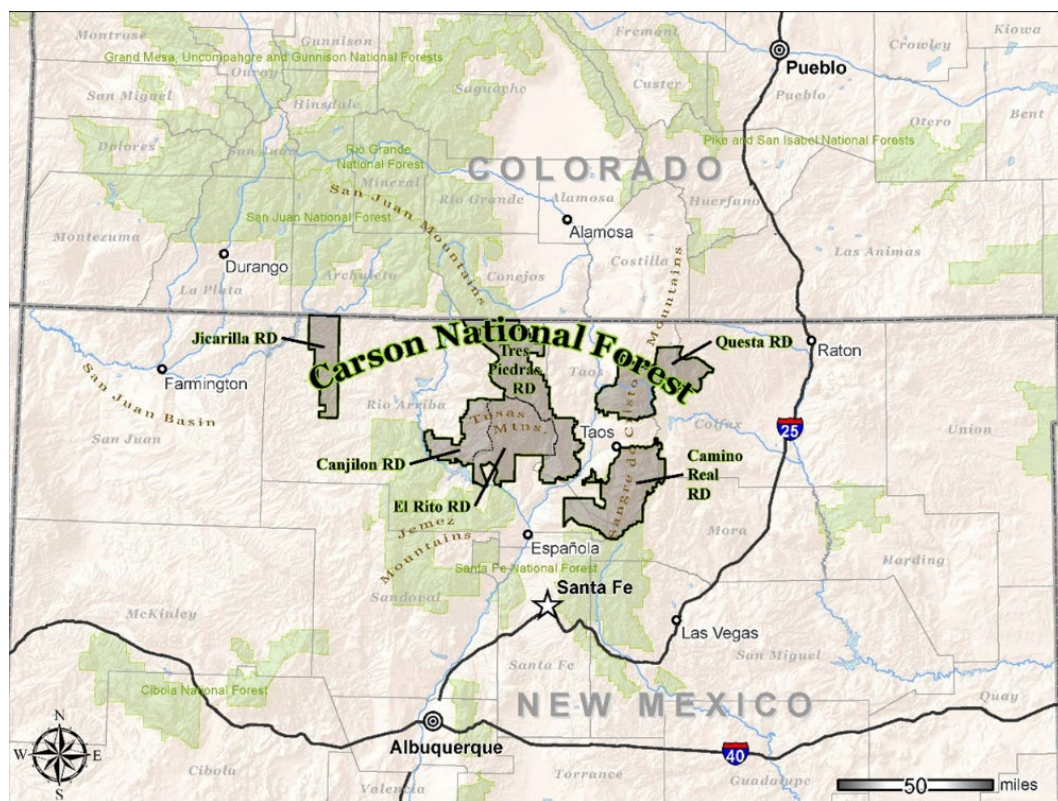 Montrose
Gunnison
Fremont
Crowley
Kiowa
Grand Mesa, Uncompahgre and Gunnison National Forests
Pueblo
Ouray
San Miguel
Hinsdale
Saguache
Custer
Pueblo
Otero
Bent
Dolores
San Juan
Rio Grande
National Forest
Pike and San Isabel National Forests
COLORADO
Mineral
Rio Grande
Alamosa
Huerfano
San Juan Mountains
San Juan National Forest
Alamosa
Montezuma
Durango
Las Animas
La Plata
Archuleta
Conejos
Costilla
Sangre de Cristo Mountains
Carson National Forest
Jicarilla RD
Tres
Piedras
RD
Taos
Questa RD
Raton
Farmington
San Juan Basin
Rio Arriba
Colfax
25
Union
San Juan
Tusas
Mtns.
Taos
Canjilon RD
Camino
Real
RD
El Rito RD
Jemez
Mountains
Mora
Española
Harding
Santa Fe National Forest
Santa Fe
Sandoval
McKinley
Las Vegas
Santa Fe
San Miguel
Cibola National Forest
NEW MEXICO
Quay
N
W E
S
Albuquerque
40
Cibola
Valencia
Torrance
Guadalupe
50 miles